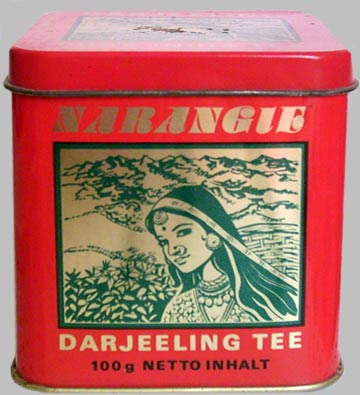 NARANGIE
DARJEELING TEE
100g NETTO INHALT